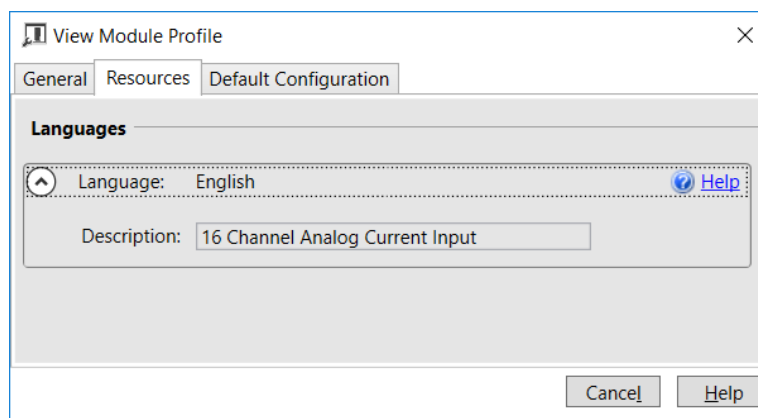 View Module Profile
General Resources Default Configuration
Languages
Language: English Help
Description: 16 Channel Analog Current Input
Cancel Help